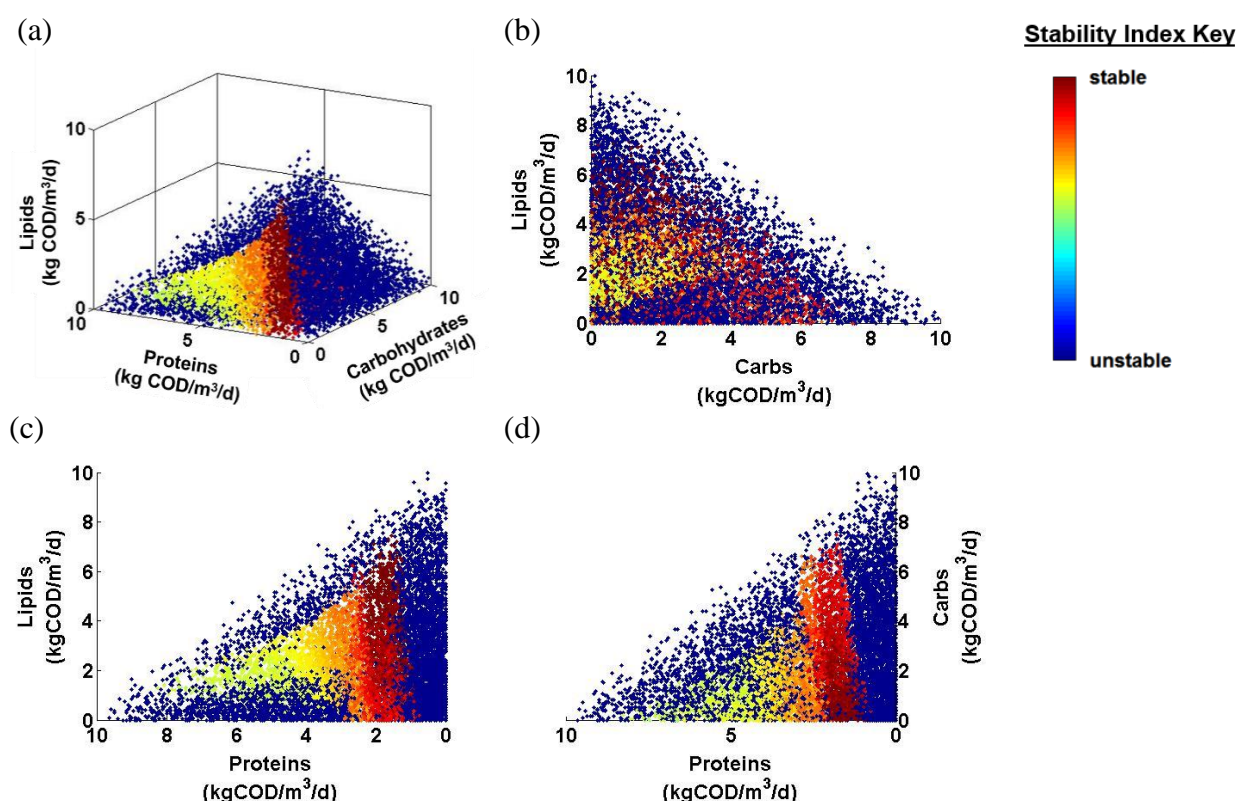 (a)
10
5
0
Lipids
(kg COD/m³/d)
10
5
0
Proteins
(kg COD/m³/d)
0
5
10
Carbohydrates
(kg COD/m³/d)
(b)
10
8
6
4
2
0
Lipids
(kgCOD/m³/d)
0 2 4 6 8 10
Carbs
(kgCOD/m³/d)
Stability Index Key
stable
unstable
(c)
10
8
6
4
2
0
Lipids
(kgCOD/m³/d)
10 8 6 4 2 0
Proteins
(kgCOD/m³/d)
(d)
10
8
6
4
2
0
Carbs
(kgCOD/m³/d)
10 5 0
Proteins
(kgCOD/m³/d)